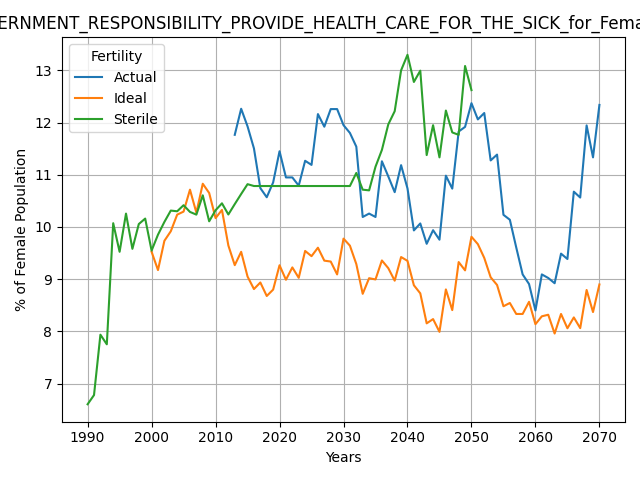 ERNMENT_RESPONSIBILITY_PROVIDE_HEALTH_CARE_FOR_THE_SICK_for_Fema
Fertility
Actual
Ideal
Sterile
% of Female Population
13
12
11
10
9
8
7
1990 2000 2010 2020 2030 2040 2050 2060 2070
Years